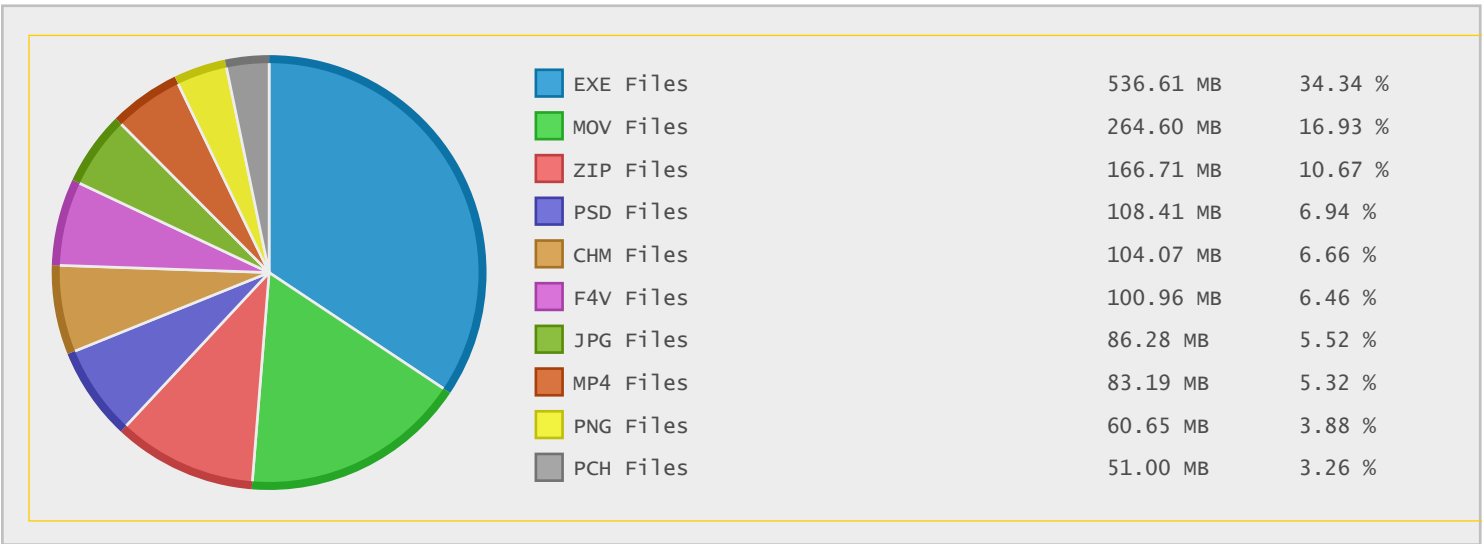 EXE Files 536.61 MB 34.34 %
MOV Files 264.60 MB 16.93 %
ZIP Files 166.71 MB 10.67 %
PSD Files 108.41 MB 6.94 %
CHM Files 104.07 MB 6.66 %
F4V Files 100.96 MB 6.46 %
JPG Files 86.28 MB 5.52 %
MP4 Files 83.19 MB 5.32 %
PNG Files 60.65 MB 3.88 %
PCH Files 51.00 MB 3.26 %